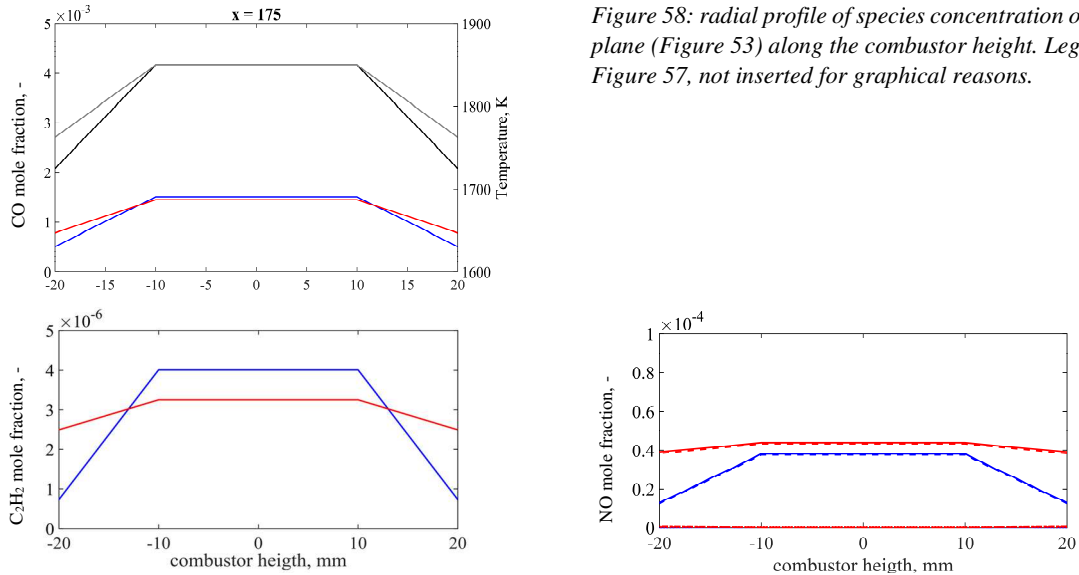 x = 175
×10-3
5
4
3
2
1
0
CO mole fraction, -
1900
1800
1700
1600
Temperature, K
-20 -15 -10 -5 0 5 10 15 20
Figure 58: radial profile of species concentration o
plane (Figure 53) along the combustor height. Leg
Figure 57, not inserted for graphical reasons.
×10-6
5
4
3
2
1
0
C2H2 mole fraction, -
-20 -10 0 10 20
combustor heigth, mm
×10-4
1
0.8
0.6
0.4
0.2
0
NO mole fraction, -
-20 -10 0 10 20
combustor heigth, mm